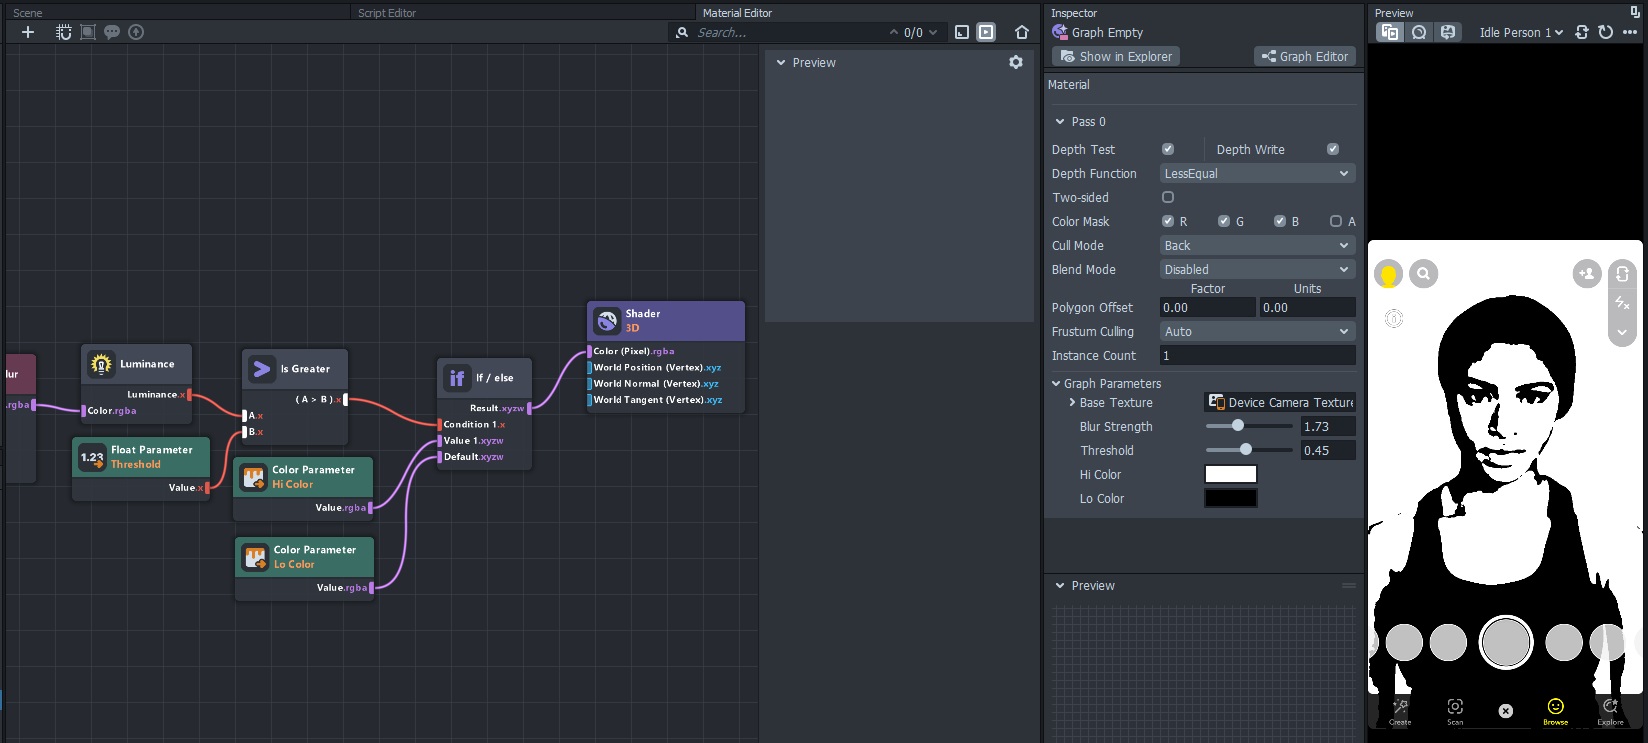 Scene
Script Editor
Material Editor
Search...
0/0
Preview
Shader
3D
Color (Pixel).rgba
World Position (Vertex).xyz
World Normal (Vertex).xyz
World Tangent (Vertex).xyz
lur
.rgba
Luminance
Luminance.x
Color.rgba
Is Greater
( A > B ).x
A.x
B.x
if
If / else
Result.xyzw
Condition 1.x
Value 1.xyzw
Default.xyzw
1.23
Float Parameter
Threshold
Value.x
Color Parameter
Hi Color
Value.rgba
Color Parameter
Lo Color
Value.rgba
Inspector
Graph Empty
Show in Explorer
Graph Editor
Material
Pass 0
Depth Test
Depth Write
Depth Function
LessEqual
Two-sided
Color Mask
R
G
B
A
Cull Mode
Back
Blend Mode
Disabled
Factor
Units
Polygon Offset
0.00
0.00
Frustum Culling
Auto
Instance Count
1
Graph Parameters
Base Texture
Device Camera Texture
Blur Strength
1.73
Threshold
0.45
Hi Color
Lo Color
Preview
Preview
Idle Person 1
Create
Scan
Browse
Explore